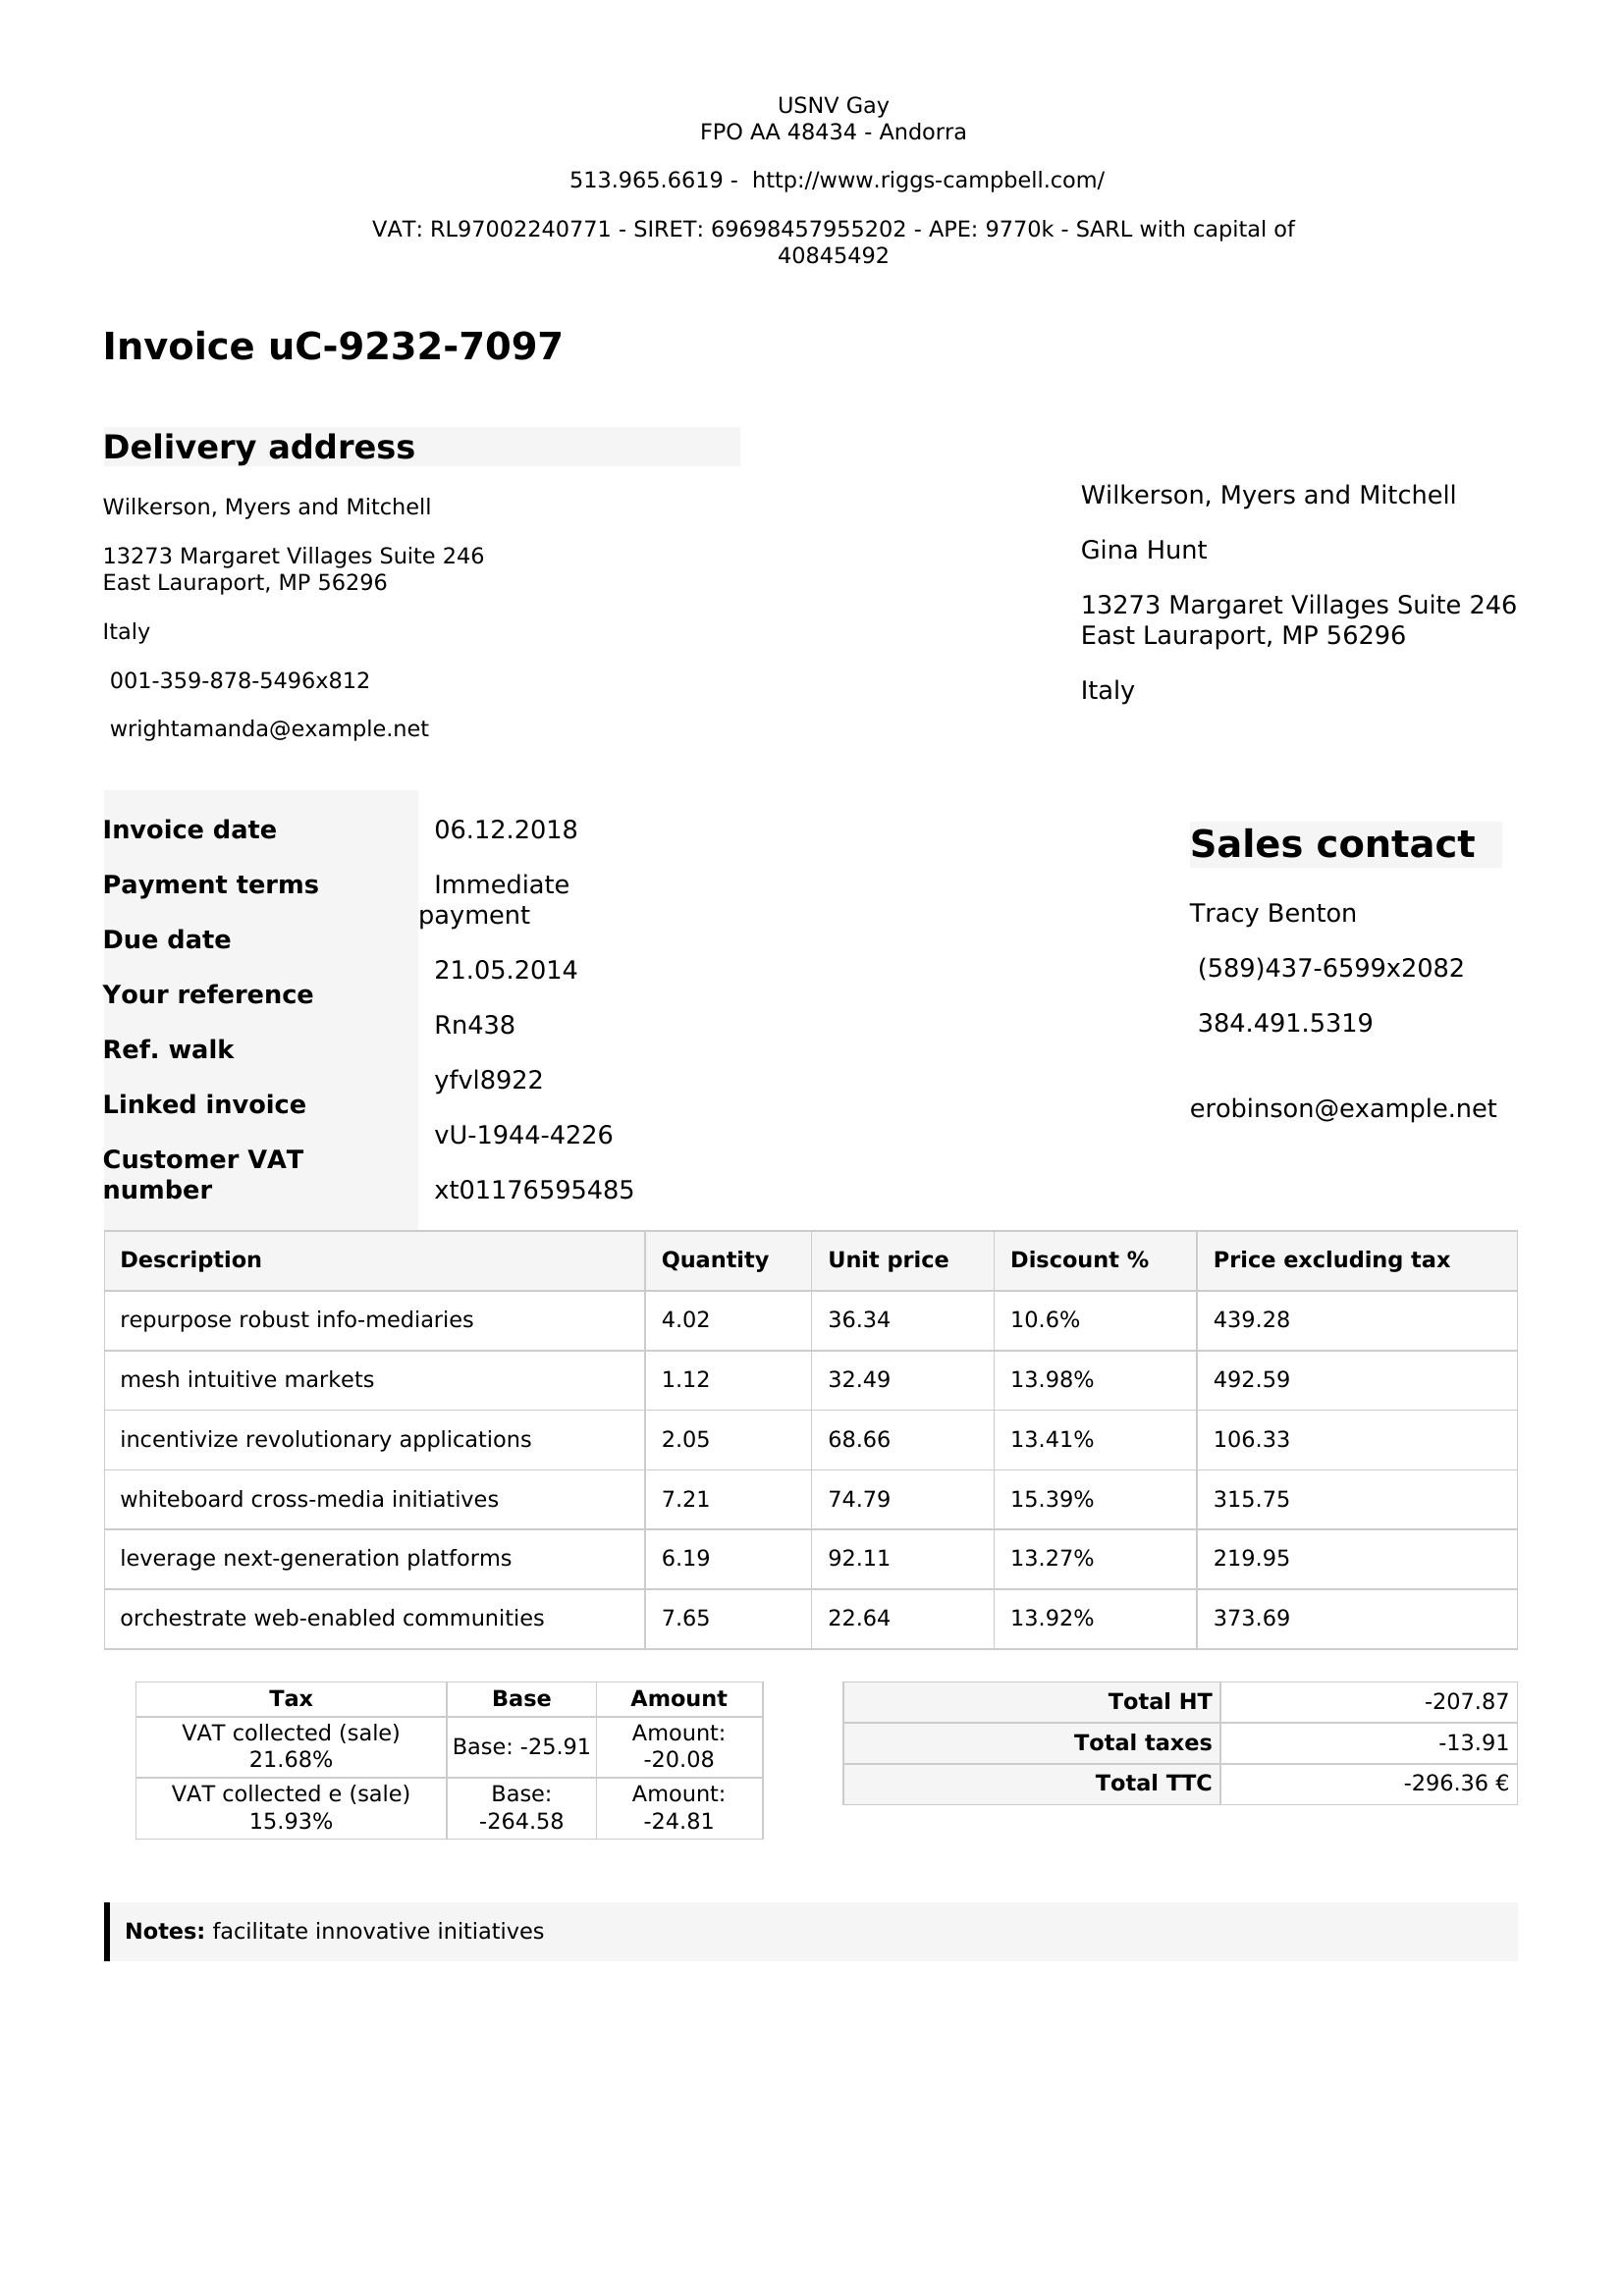 USNV Gay
FPO AA 48434 - Andorra
513.965.6619 -  http://www.riggs-campbell.com/
VAT: RL97002240771 - SIRET: 69698457955202 - APE: 9770k - SARL with capital of
40845492
Invoice uC-9232-7097
Delivery address
Wilkerson, Myers and Mitchell
13273 Margaret Villages Suite 246
East Lauraport, MP 56296
Italy
001-359-878-5496x812
wrightamanda@example.net
Wilkerson, Myers and Mitchell
Gina Hunt
13273 Margaret Villages Suite 246
East Lauraport, MP 56296
Italy
Invoice date
Payment terms
Due date
Your reference
Ref. walk
Linked invoice
Customer VAT
number
06.12.2018
Immediate
payment
21.05.2014
Rn438
yfvl8922
vU-1944-4226
xt01176595485
Sales contact
Tracy Benton
(589)437-6599x2082
384.491.5319
erobinson@example.net
Description Quantity Unit price Discount % Price excluding tax
repurpose robust info-mediaries 4.02 36.34 10.6% 439.28
mesh intuitive markets 1.12 32.49 13.98% 492.59
incentivize revolutionary applications 2.05 68.66 13.41% 106.33
whiteboard cross-media initiatives 7.21 74.79 15.39% 315.75
leverage next-generation platforms 6.19 92.11 13.27% 219.95
orchestrate web-enabled communities 7.65 22.64 13.92% 373.69
Tax Base Amount
VAT collected (sale)
21.68%
Base: -25.91
Amount:
-20.08
VAT collected e (sale)
15.93%
Base:
-264.58
Amount:
-24.81
Total HT -207.87
Total taxes -13.91
Total TTC -296.36 €
Notes: facilitate innovative initiatives